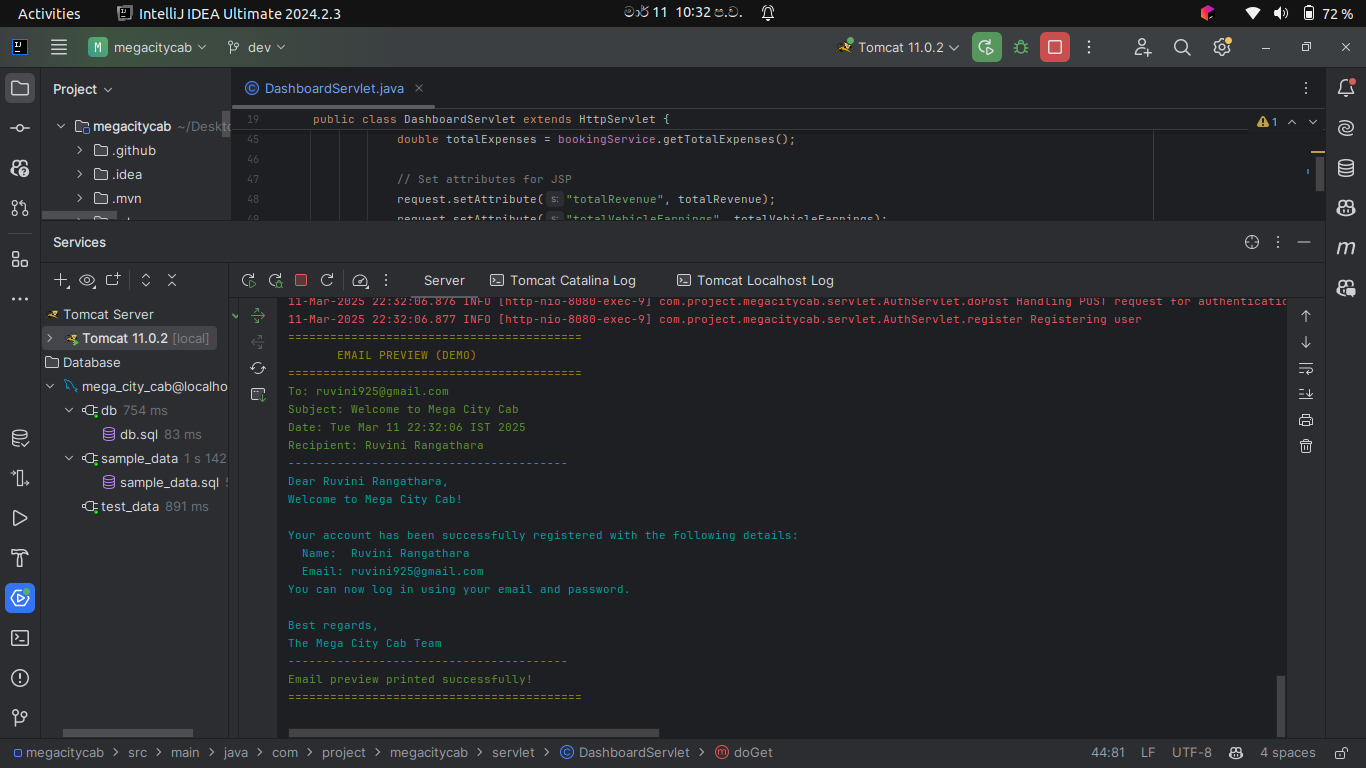 Activities
IntelliJ IDEA Ultimate 2024.2.3
මාර් 11 10:32 ප.ව.
72 %
M megacitycab
dev
Tomcat 11.0.2
Project
DashboardServlet.java
megacitycab ~/Deskt
.github
.idea
.mvn
19 public class DashboardServlet extends HttpServlet {
1
45 double totalExpenses = bookingService.getTotalExpenses();
46
47 // Set attributes for JSP
48 request.setAttribute( s: "totalRevenue", totalRevenue);
49 request.setAttribute( s: "totalVehicleEarnings", totalVehicleEarnings);
Services
Server
Tomcat Catalina Log
Tomcat Localhost Log
Tomcat Server
Tomcat 11.0.2 [local]
Database
mega_city_cab@localho
db 754 ms
db.sql 83 ms
sample_data 1 s 142
sample_data.sql
test_data 891 ms
11-Mar-2025 22:32:06.876 INFO [http-nio-8080-exec-9] com.project.megacitycab.servlet.AuthServlet.doPost Handling POST request for authenticatio
11-Mar-2025 22:32:06.877 INFO [http-nio-8080-exec-9] com.project.megacitycab.servlet.AuthServlet.register Registering user
==========================================
EMAIL PREVIEW (DEMO)
==========================================
To: ruvini925@gmail.com
Subject: Welcome to Mega City Cab
Date: Tue Mar 11 22:32:06 IST 2025
Recipient: Ruvini Rangathara
----------------------------------------
Dear Ruvini Rangathara,
Welcome to Mega City Cab!
Your account has been successfully registered with the following details:
Name: Ruvini Rangathara
Email: ruvini925@gmail.com
You can now log in using your email and password.
Best regards,
The Mega City Cab Team
----------------------------------------
Email preview printed successfully!
==========================================
megacitycab > src > main > java > com > project > megacitycab > servlet > DashboardServlet > doGet
44:81 LF UTF-8 4 spaces